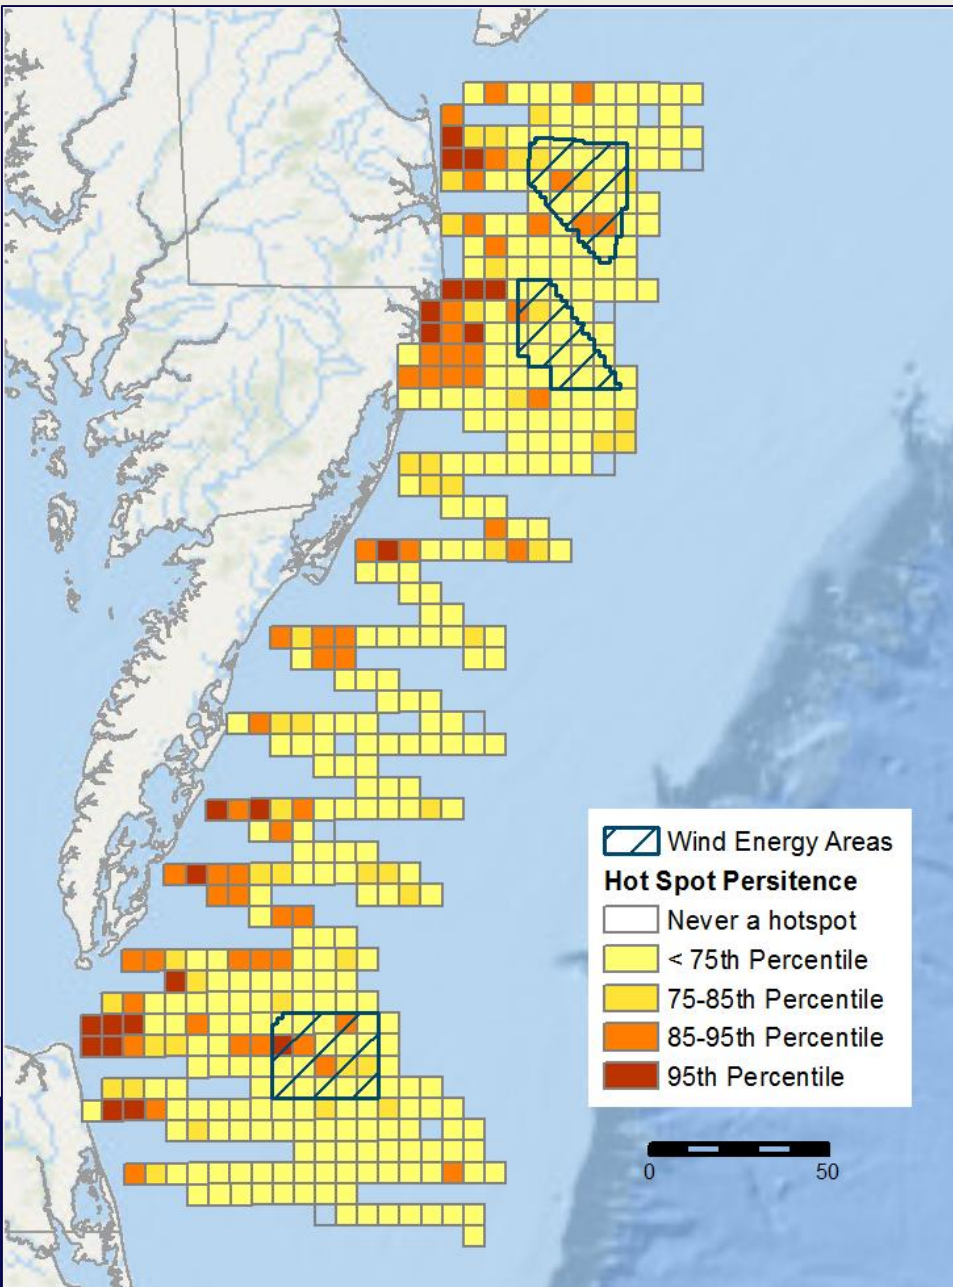 Wind Energy Areas
Hot Spot Persitence
Never a hotspot
< 75th Percentile
75-85th Percentile
85-95th Percentile
95th Percentile
0 50